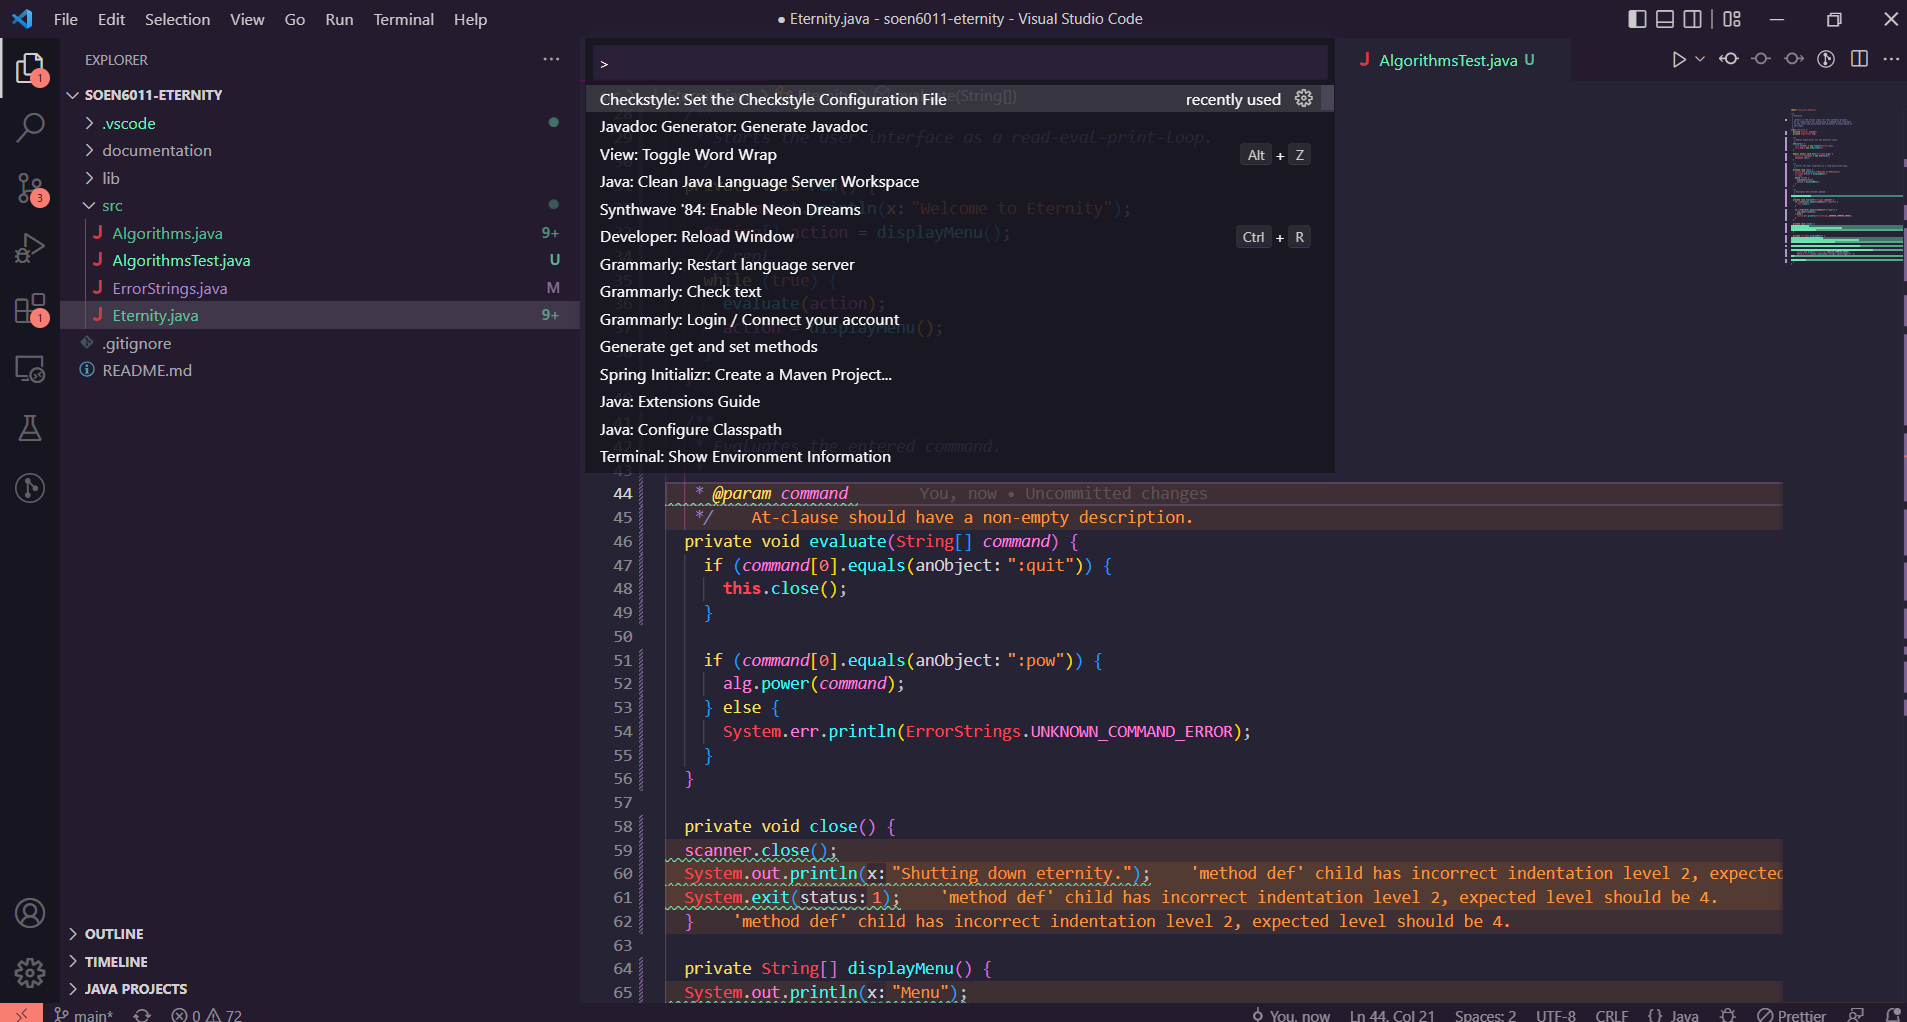 File Edit Selection View Go Run Terminal Help
● Eternity.java - soen6011-eternity - Visual Studio Code
EXPLORER
SOEN6011-ETERNITY
.vscode
documentation
lib
src
Algorithms.java 9+
AlgorithmsTest.java U
ErrorStrings.java M
Eternity.java 9+
.gitignore
README.md
OUTLINE
TIMELINE
JAVA PROJECTS
1
3
1
>
AlgorithmsTest.java U
Checkstyle: Set the Checkstyle Configuration File recently used
Javadoc Generator: Generate Javadoc
View: Toggle Word Wrap Alt + Z
Java: Clean Java Language Server Workspace
Synthwave '84: Enable Neon Dreams
Developer: Reload Window Ctrl + R
Grammarly: Restart language server
Grammarly: Check text
Grammarly: Login / Connect your account
Generate get and set methods
Spring Initializr: Create a Maven Project...
Java: Extensions Guide
Java: Configure Classpath
Terminal: Show Environment Information
43
44 * @param command You, now • Uncommitted changes
45 */ At-clause should have a non-empty description.
46 private void evaluate(String[] command) {
47 if (command[0].equals(anObject: ":quit")) {
48 this.close();
49 }
50
51 if (command[0].equals(anObject: ":pow")) {
52 alg.power(command);
53 } else {
54 System.err.println(ErrorStrings.UNKNOWN_COMMAND_ERROR);
55 }
56 }
57
58 private void close() {
59 scanner.close();
60 System.out.println(x: "Shutting down eternity."); 'method def' child has incorrect indentation level 2, expected
61 System.exit(status: 1); 'method def' child has incorrect indentation level 2, expected level should be 4.
62 } 'method def' child has incorrect indentation level 2, expected level should be 4.
63
64 private String[] displayMenu() {
65 System.out.println(x: "Menu");
main* 0 72 You, now Ln 44, Col 21 Spaces: 2 UTF-8 CRLF {} Java Prettier